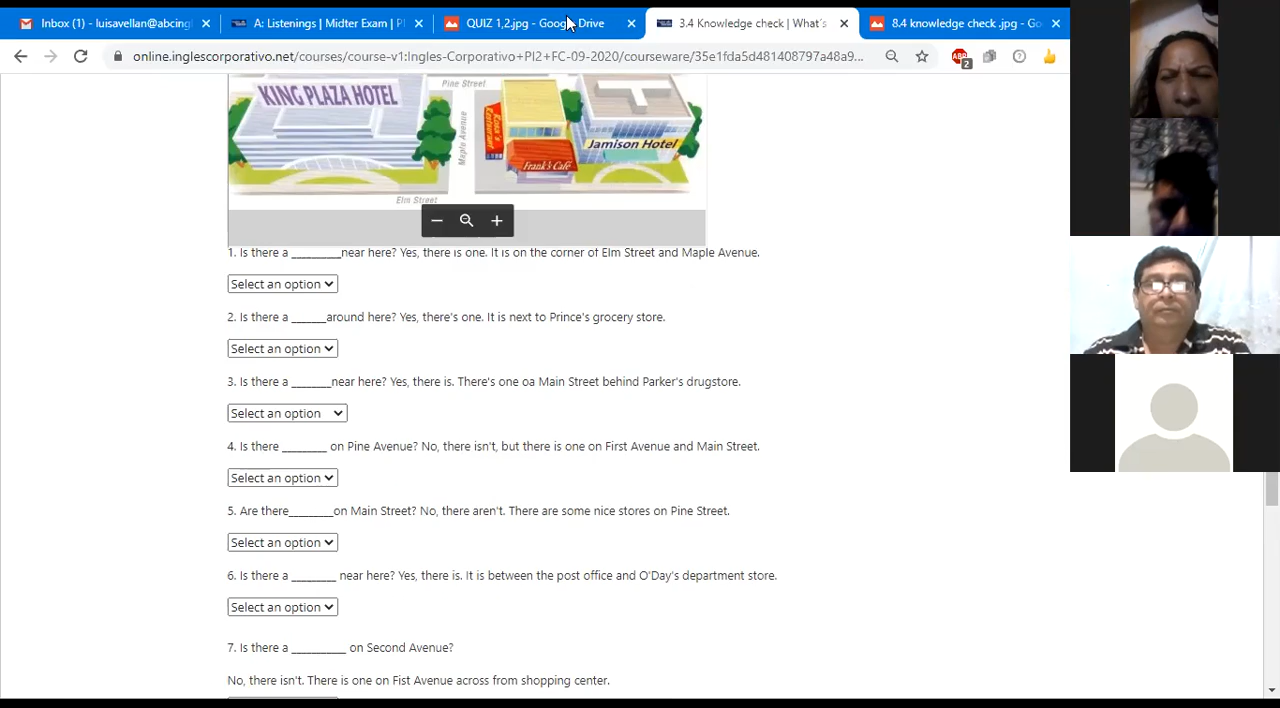 Inbox (1) - luisavellan@abcingl
A: Listenings | Midter Exam | P
QUIZ 1,2.jpg - Google Drive
3.4 Knowledge check | What's
8.4 knowledge check .jpg - Go
online.inglescorporativo.net/courses/course-v1:Ingles-Corporativo+PI2+FC-09-2020/courseware/35e1fda5d481408797a48a9...
ABP
2
Pine Street
KING PLAZA HOTEL
Maple Avenue
Rosa's Restaurant
Jamison Hotel
Frank's Cafe
Elm Street
1. Is there a _________near here? Yes, there is one. It is on the corner of Elm Street and Maple Avenue.
Select an option
2. Is there a ______around here? Yes, there's one. It is next to Prince's grocery store.
Select an option
3. Is there a _______near here? Yes, there is. There's one oa Main Street behind Parker's drugstore.
Select an option
4. Is there ________ on Pine Avenue? No, there isn't, but there is one on First Avenue and Main Street.
Select an option
5. Are there________on Main Street? No, there aren't. There are some nice stores on Pine Street.
Select an option
6. Is there a ________ near here? Yes, there is. It is between the post office and O'Day's department store.
Select an option
7. Is there a __________ on Second Avenue?
No, there isn't. There is one on Fist Avenue across from shopping center.